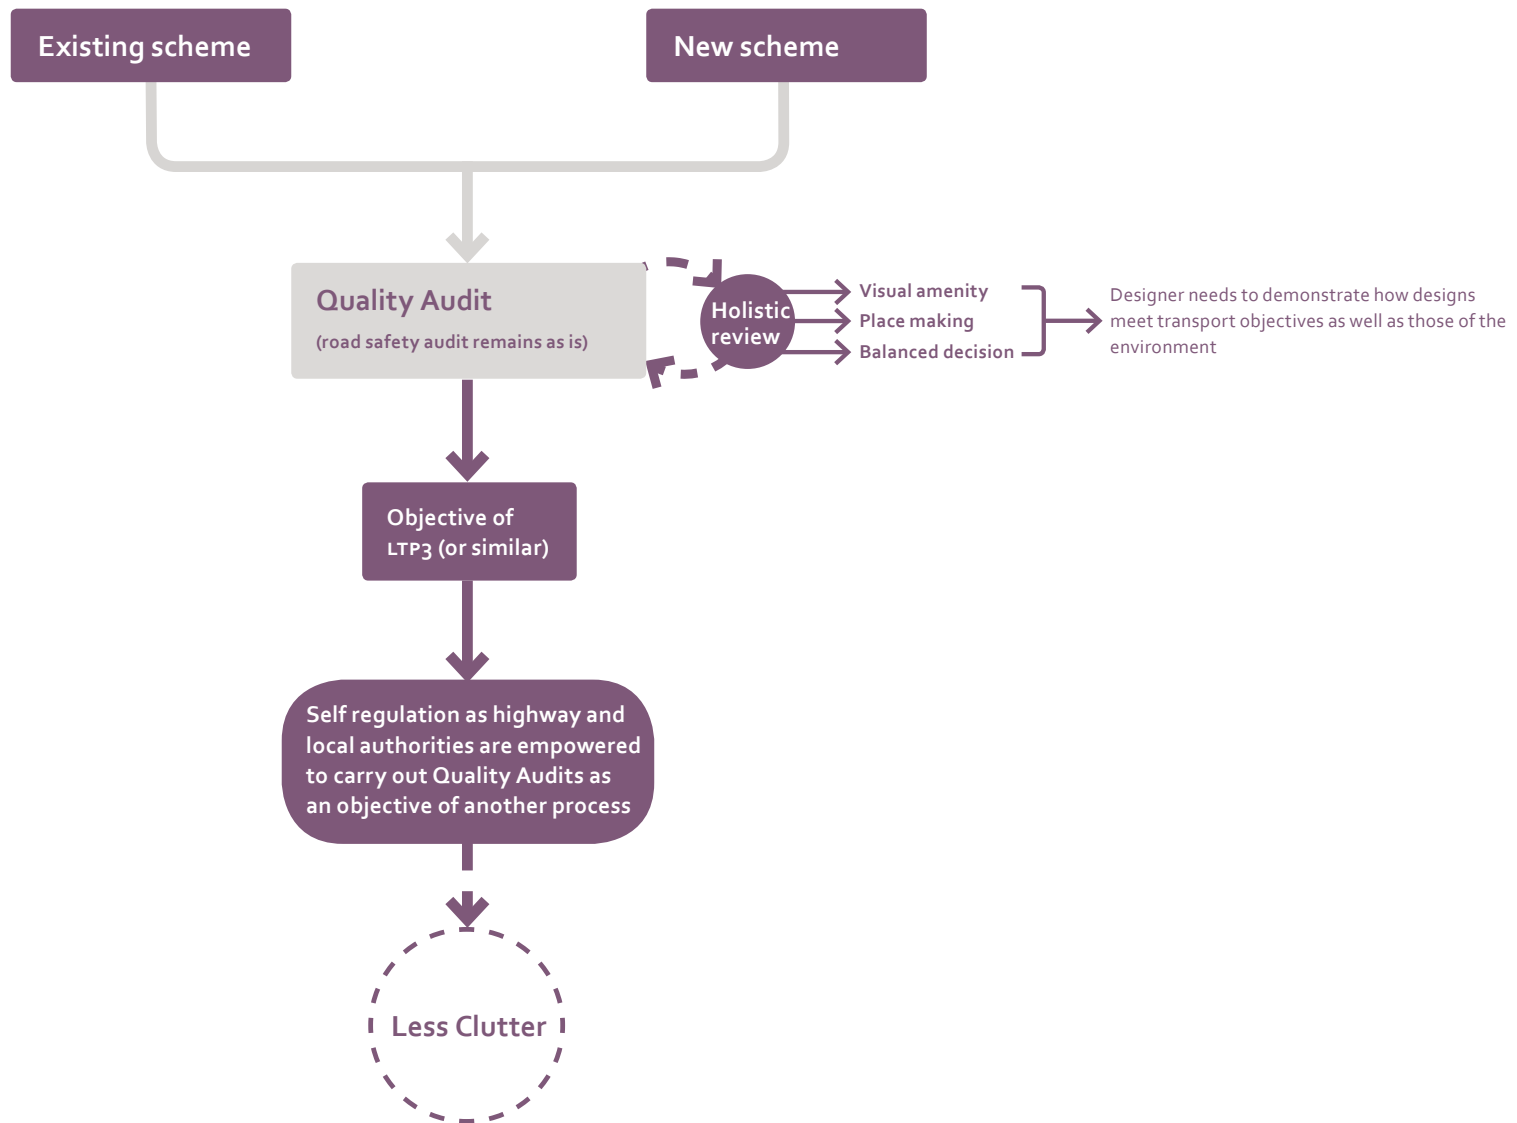 Existing scheme
New scheme
Quality Audit
(road safety audit remains as is)
Holistic
review
Visual amenity
Place making
Balanced decision
Designer needs to demonstrate how designs
meet transport objectives as well as those of the
environment
Objective of
LTP3 (or similar)
Self regulation as highway and
local authorities are empowered
to carry out Quality Audits as
an objective of another process
Less Clutter